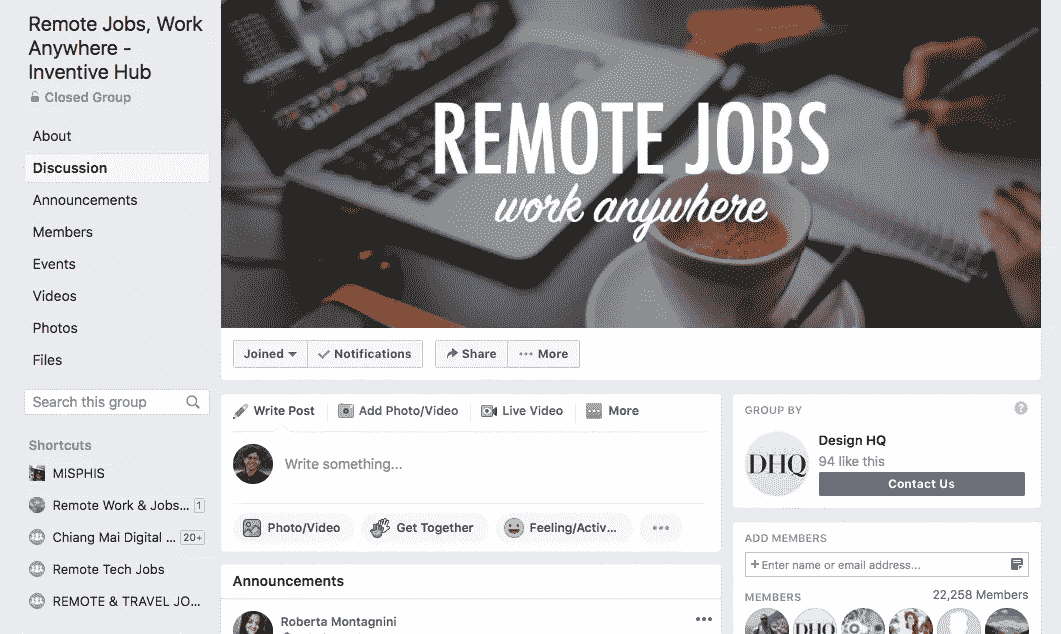 Remote Jobs, Work
Anywhere -
Inventive Hub
Closed Group
About
Discussion
Announcements
Members
Events
Videos
Photos
Files
Search this group
Shortcuts
MISPHIS
Remote Work & Jobs... 1
Chiang Mai Digital ... 20+
Remote Tech Jobs
REMOTE & TRAVEL JO...
REMOTE JOBS
work anywhere
Joined Notifications Share ... More
Write Post Add Photo/Video Live Video More
Write something...
Photo/Video Get Together Feeling/Activ... ...
Announcements
Roberta Montagnini ...
GROUP BY ?
DHQ
Design HQ
94 like this
Contact Us
ADD MEMBERS
+ Enter name or email address...
MEMBERS 22,258 Members
DHQ